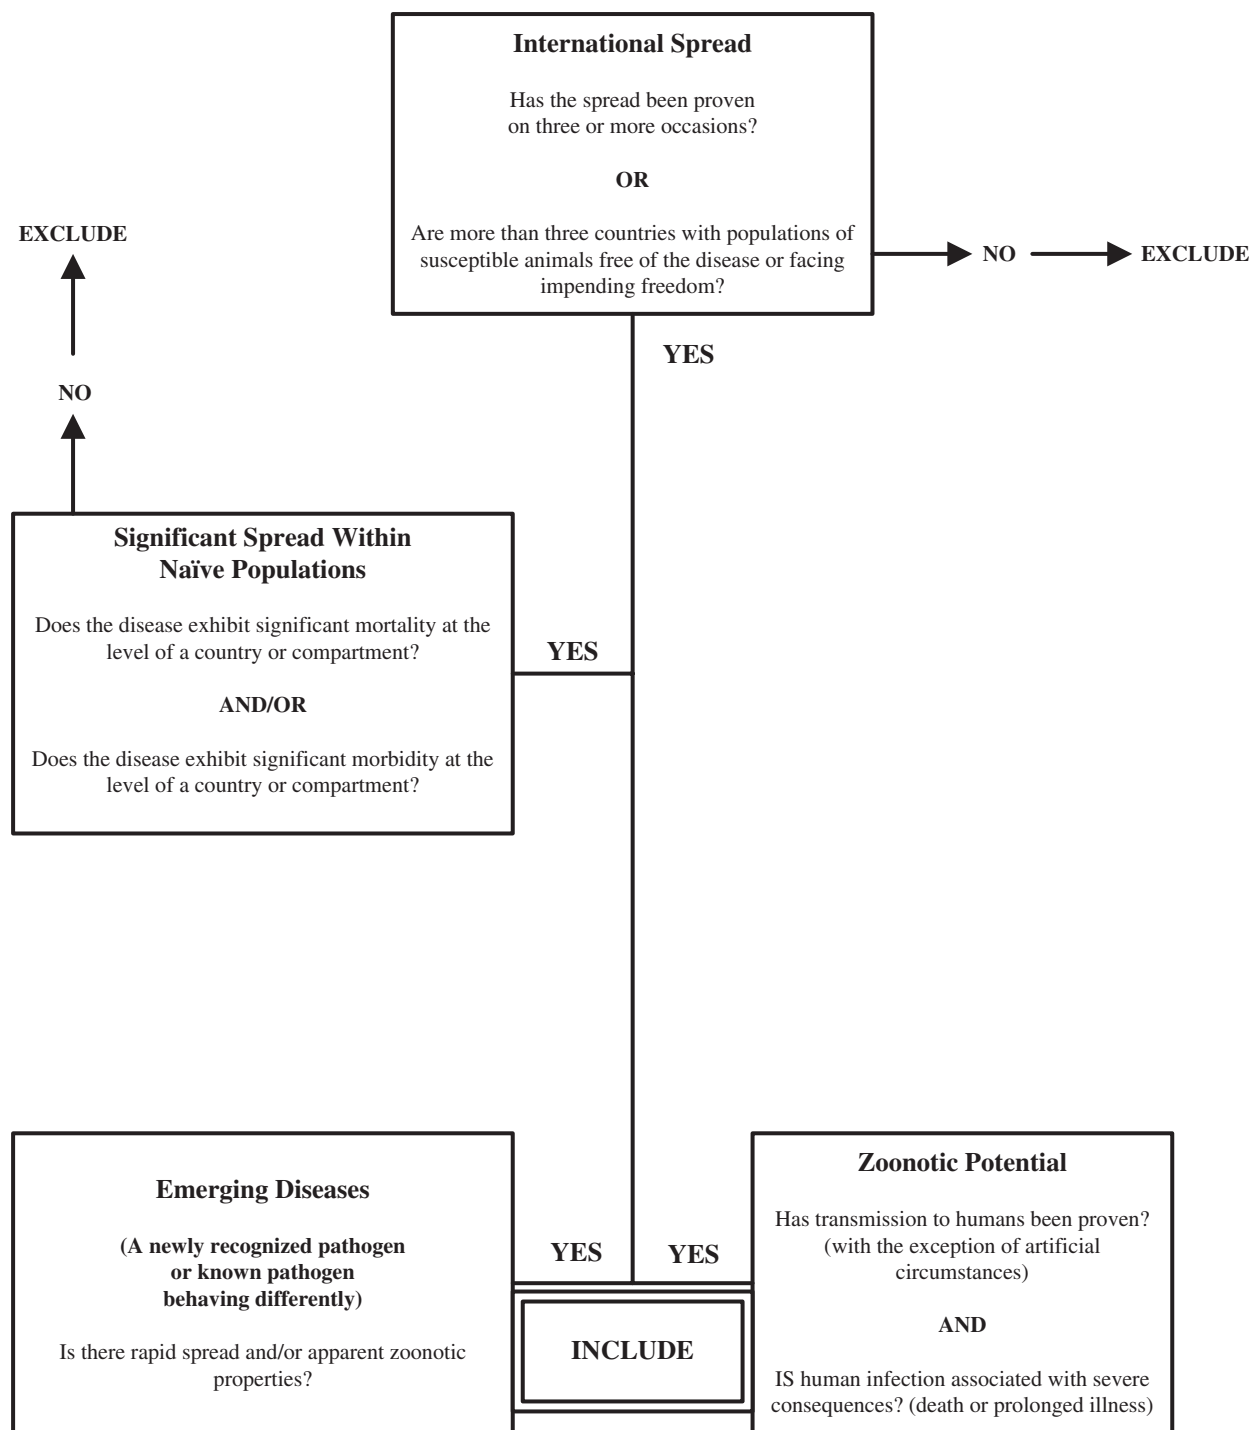 International Spread
Has the spread been proven
on three or more occasions?
OR
Are more than three countries with populations of
susceptible animals free of the disease or facing
impending freedom?
NO
EXCLUDE
EXCLUDE
NO
YES
Significant Spread Within
Naïve Populations
Does the disease exhibit significant mortality at the
level of a country or compartment?
AND/OR
Does the disease exhibit significant morbidity at the
level of a country or compartment?
YES
Emerging Diseases
(A newly recognized pathogen
or known pathogen
behaving differently)
Is there rapid spread and/or apparent zoonotic
properties?
YES
YES
INCLUDE
Zoonotic Potential
Has transmission to humans been proven?
(with the exception of artificial
circumstances)
AND
IS human infection associated with severe
consequences? (death or prolonged illness)